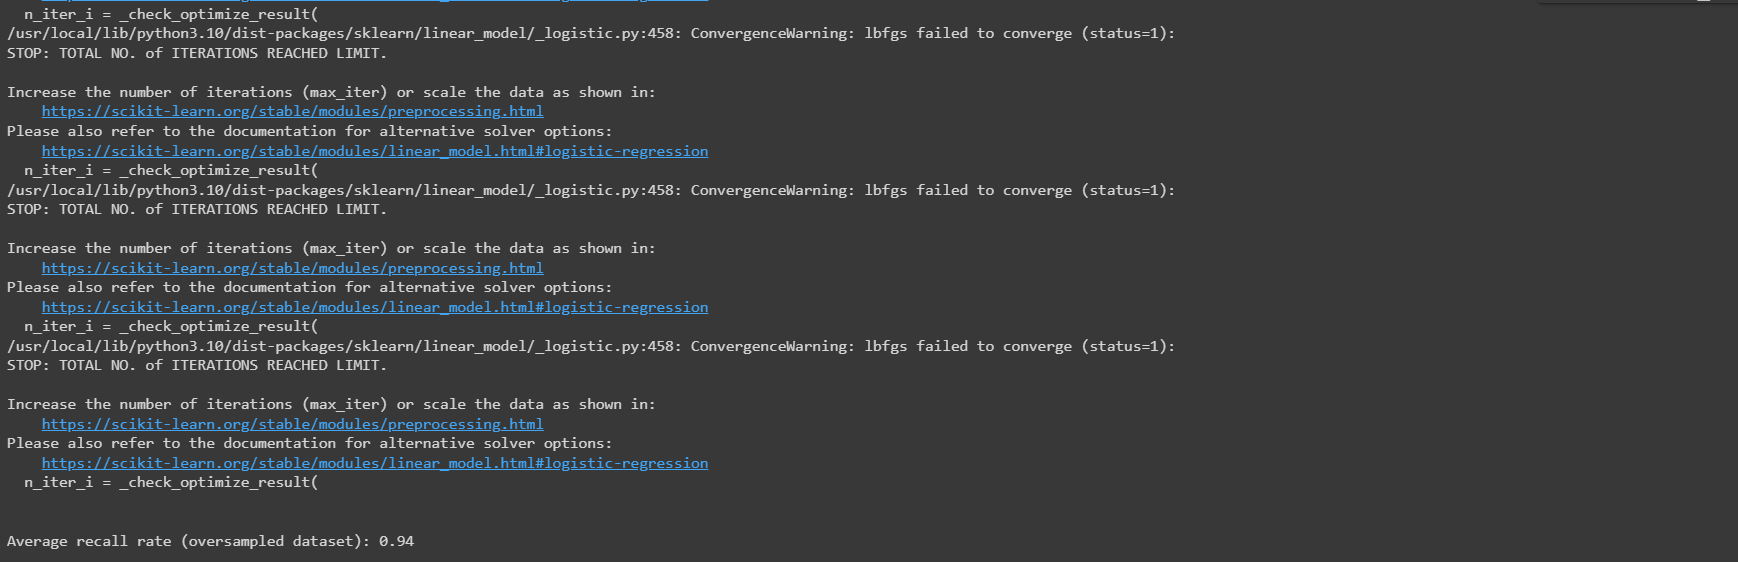 n_iter_i = _check_optimize_result(
/usr/local/lib/python3.10/dist-packages/sklearn/linear_model/_logistic.py:458: ConvergenceWarning: lbfgs failed to converge (status=1):
STOP: TOTAL NO. of ITERATIONS REACHED LIMIT.
Increase the number of iterations (max_iter) or scale the data as shown in:
https://scikit-learn.org/stable/modules/preprocessing.html
Please also refer to the documentation for alternative solver options:
https://scikit-learn.org/stable/modules/linear_model.html#logistic-regression
n_iter_i = _check_optimize_result(
/usr/local/lib/python3.10/dist-packages/sklearn/linear_model/_logistic.py:458: ConvergenceWarning: lbfgs failed to converge (status=1):
STOP: TOTAL NO. of ITERATIONS REACHED LIMIT.
Increase the number of iterations (max_iter) or scale the data as shown in:
https://scikit-learn.org/stable/modules/preprocessing.html
Please also refer to the documentation for alternative solver options:
https://scikit-learn.org/stable/modules/linear_model.html#logistic-regression
n_iter_i = _check_optimize_result(
/usr/local/lib/python3.10/dist-packages/sklearn/linear_model/_logistic.py:458: ConvergenceWarning: lbfgs failed to converge (status=1):
STOP: TOTAL NO. of ITERATIONS REACHED LIMIT.
Increase the number of iterations (max_iter) or scale the data as shown in:
https://scikit-learn.org/stable/modules/preprocessing.html
Please also refer to the documentation for alternative solver options:
https://scikit-learn.org/stable/modules/linear_model.html#logistic-regression
n_iter_i = _check_optimize_result(
Average recall rate (oversampled dataset): 0.94